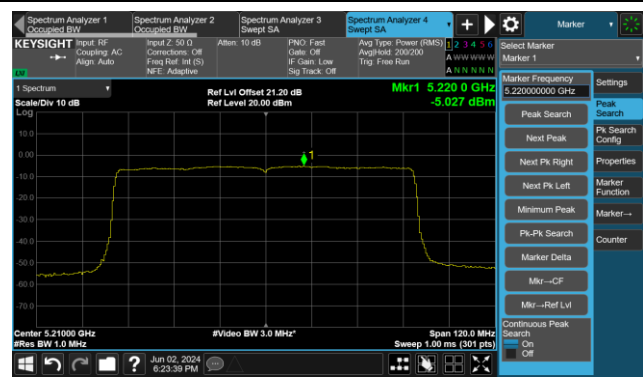 Spectrum Analyzer 1
Occupied BW
Spectrum Analyzer 2
Occupied BW
Spectrum Analyzer 3
Swept SA
Spectrum Analyzer 4
Swept SA
Marker
KEYSIGHT
Input: RF
Coupling: AC
Align: Auto
Input Z: 50 Ω
Corrections: Off
Freq Ref: Int (S)
NFE: Adaptive
Atten: 10 dB
PNO: Fast
Gate: Off
IF Gain: Low
Sig Track: Off
Avg Type: Power (RMS)
Avg|Hold: 200/200
Trig: Free Run
1 2 3 4 5 6
A W W W W W
A N N N N N
LXI
Select Marker
Marker 1
1 Spectrum
Scale/Div 10 dB
Log
Ref Lvl Offset 21.20 dB
Ref Level 20.00 dBm
Mkr1 5.220 0 GHz
-5.027 dBm
10.0
0.00
-10.0
-20.0
-30.0
-40.0
-50.0
-60.0
-70.0
1
Center 5.21000 GHz
#Res BW 1.0 MHz
#Video BW 3.0 MHz*
Span 120.0 MHz
Sweep 1.00 ms (301 pts)
Marker Frequency
5.220000000 GHz
Peak Search
Next Peak
Next Pk Right
Next Pk Left
Minimum Peak
Pk-Pk Search
Marker Delta
Mkr→CF
Mkr→Ref Lvl
Continuous Peak
Search
On
Off
Settings
Peak
Search
Pk Search
Config
Properties
Marker
Function
Marker→
Counter
?
Jun 02, 2024
6:23:39 PM